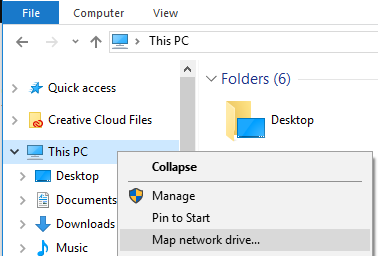 File
Computer
View
This PC
Quick access
Creative Cloud Files
This PC
Desktop
Documents
Downloads
Music
Folders (6)
Desktop
Collapse
Manage
Pin to Start
Map network drive...